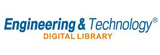 Engineering & Technology®
DIGITAL LIBRARY